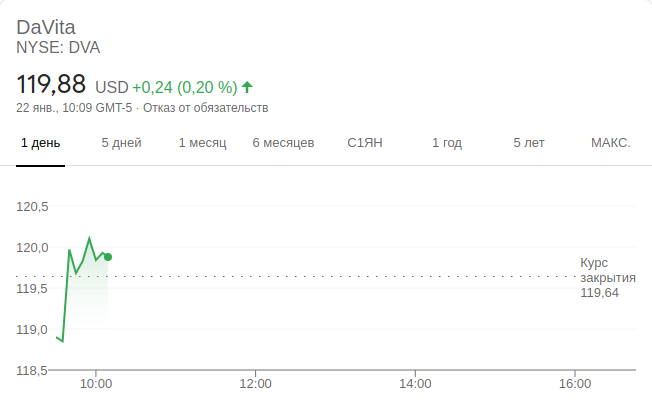 DaVita
NYSE: DVA
119,88 USD +0,24 (0,20 %)
22 янв., 10:09 GMT-5 · Отказ от обязательств
1 день 5 дней 1 месяц 6 месяцев С1ЯН 1 год 5 лет МАКС.
120,5
120,0
Курс
закрытия
119,64
119,5
119,0
118,5
10:00 12:00 14:00 16:00